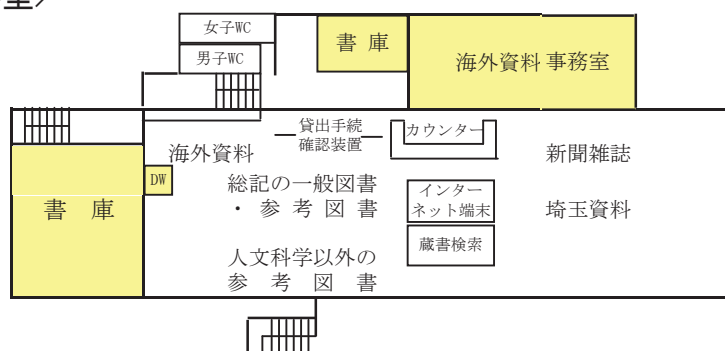 室〉
女子WC
男子WC
書 庫
海外資料 事務室
貸出手続
確認装置
カウンター
海外資料
新聞雑誌
DW
書 庫
総記の一般図書
・ 参 考 図 書
インター
ネット端末
埼玉資料
蔵書検索
人文科学以外の
参 考 図 書